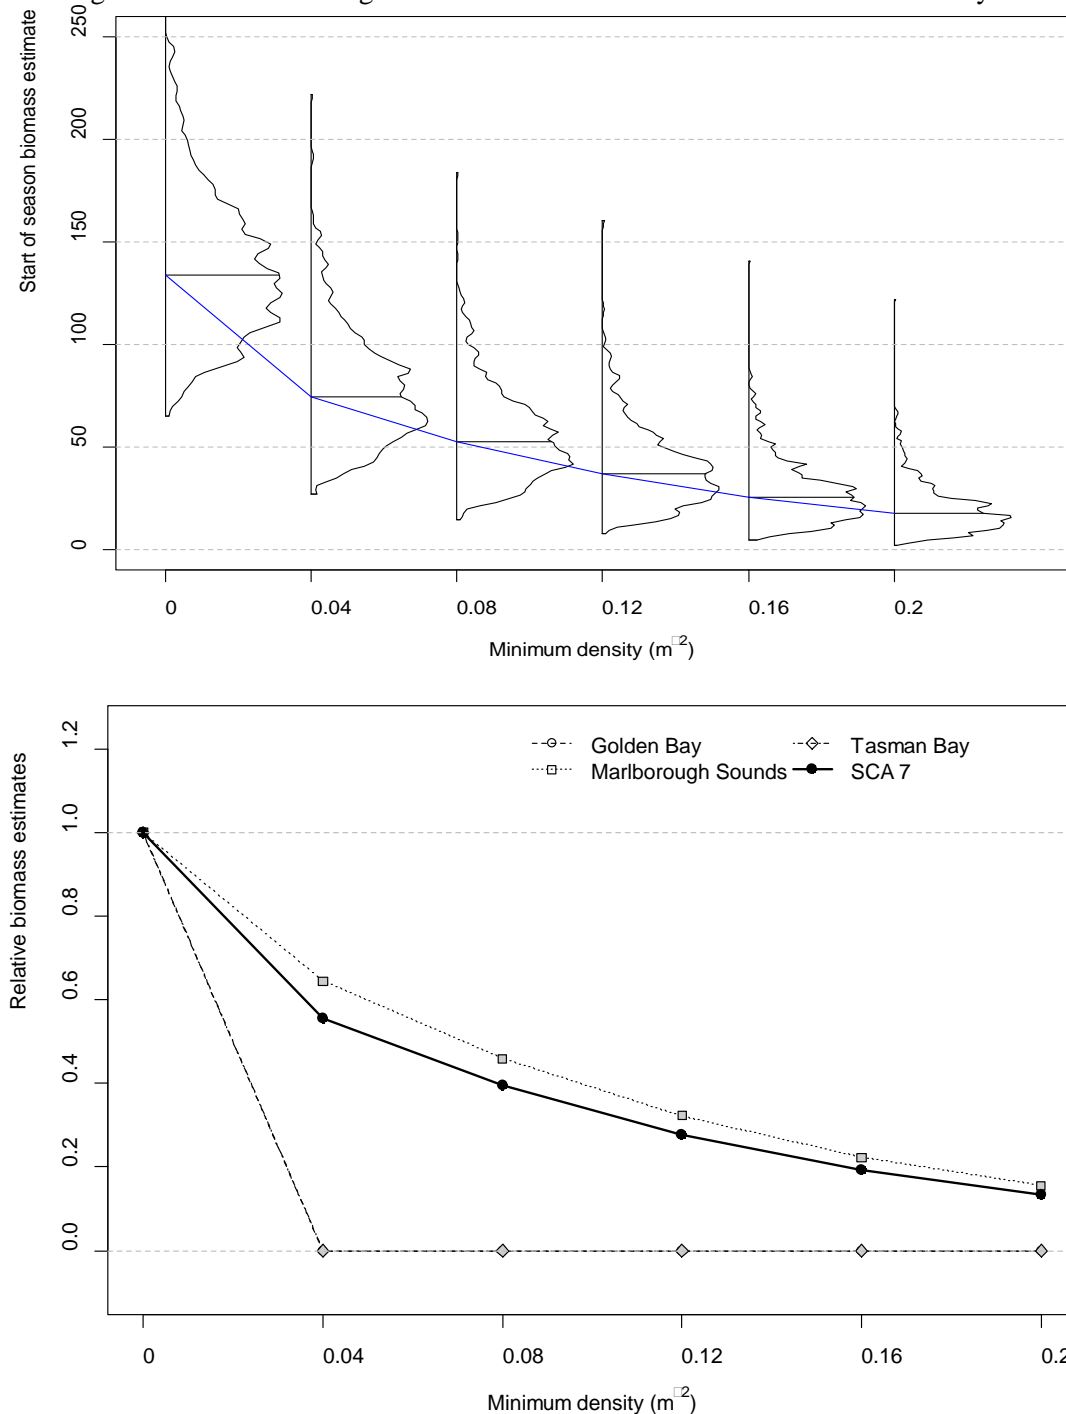 Start of season biomass estimate
250
200
150
100
50
0
0 0.04 0.08 0.12 0.16 0.2
Minimum density (m□2)
Relative biomass estimates
1.2
1.0
0.8
0.6
0.4
0.2
0.0
Golden Bay Tasman Bay
Marlborough Sounds SCA 7
0 0.04 0.08 0.12 0.16 0.2
Minimum density (m□2)